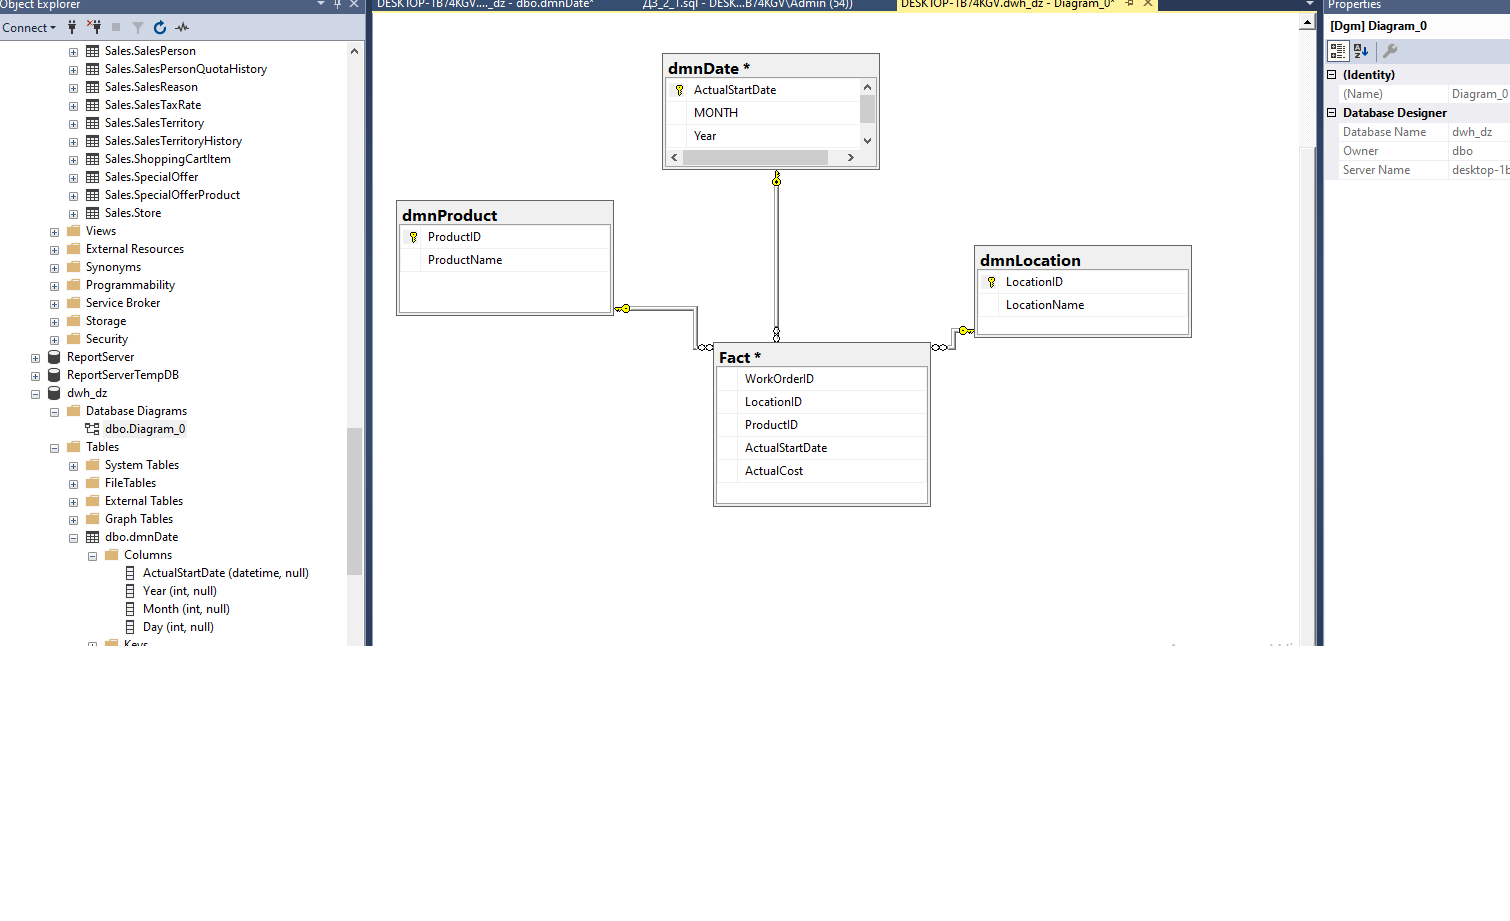 Object Explorer
Connect
Sales.SalesPerson
Sales.SalesPersonQuotaHistory
Sales.SalesReason
Sales.SalesTaxRate
Sales.SalesTerritory
Sales.SalesTerritoryHistory
Sales.ShoppingCartItem
Sales.SpecialOffer
Sales.SpecialOfferProduct
Sales.Store
Views
External Resources
Synonyms
Programmability
Service Broker
Storage
Security
ReportServer
ReportServerTempDB
dwh_dz
Database Diagrams
dbo.Diagram_0
Tables
System Tables
FileTables
External Tables
Graph Tables
dbo.dmnDate
Columns
ActualStartDate (datetime, null)
Year (int, null)
Month (int, null)
Day (int, null)
Keys
DESKTOP-1B74KGV...._dz - dbo.dmnDate*
ДЗ_2_1.sql - DESK...B74KGV\Admin (54))
DESKTOP-1B74KGV.dwh_dz - Diagram_0*
dmnDate *
ActualStartDate
MONTH
Year
dmnProduct
ProductID
ProductName
dmnLocation
LocationID
LocationName
Fact *
WorkOrderID
LocationID
ProductID
ActualStartDate
ActualCost
Properties
[Dgm] Diagram_0
(Identity)
(Name) Diagram_0
Database Designer
Database Name dwh_dz
Owner dbo
Server Name desktop-1b